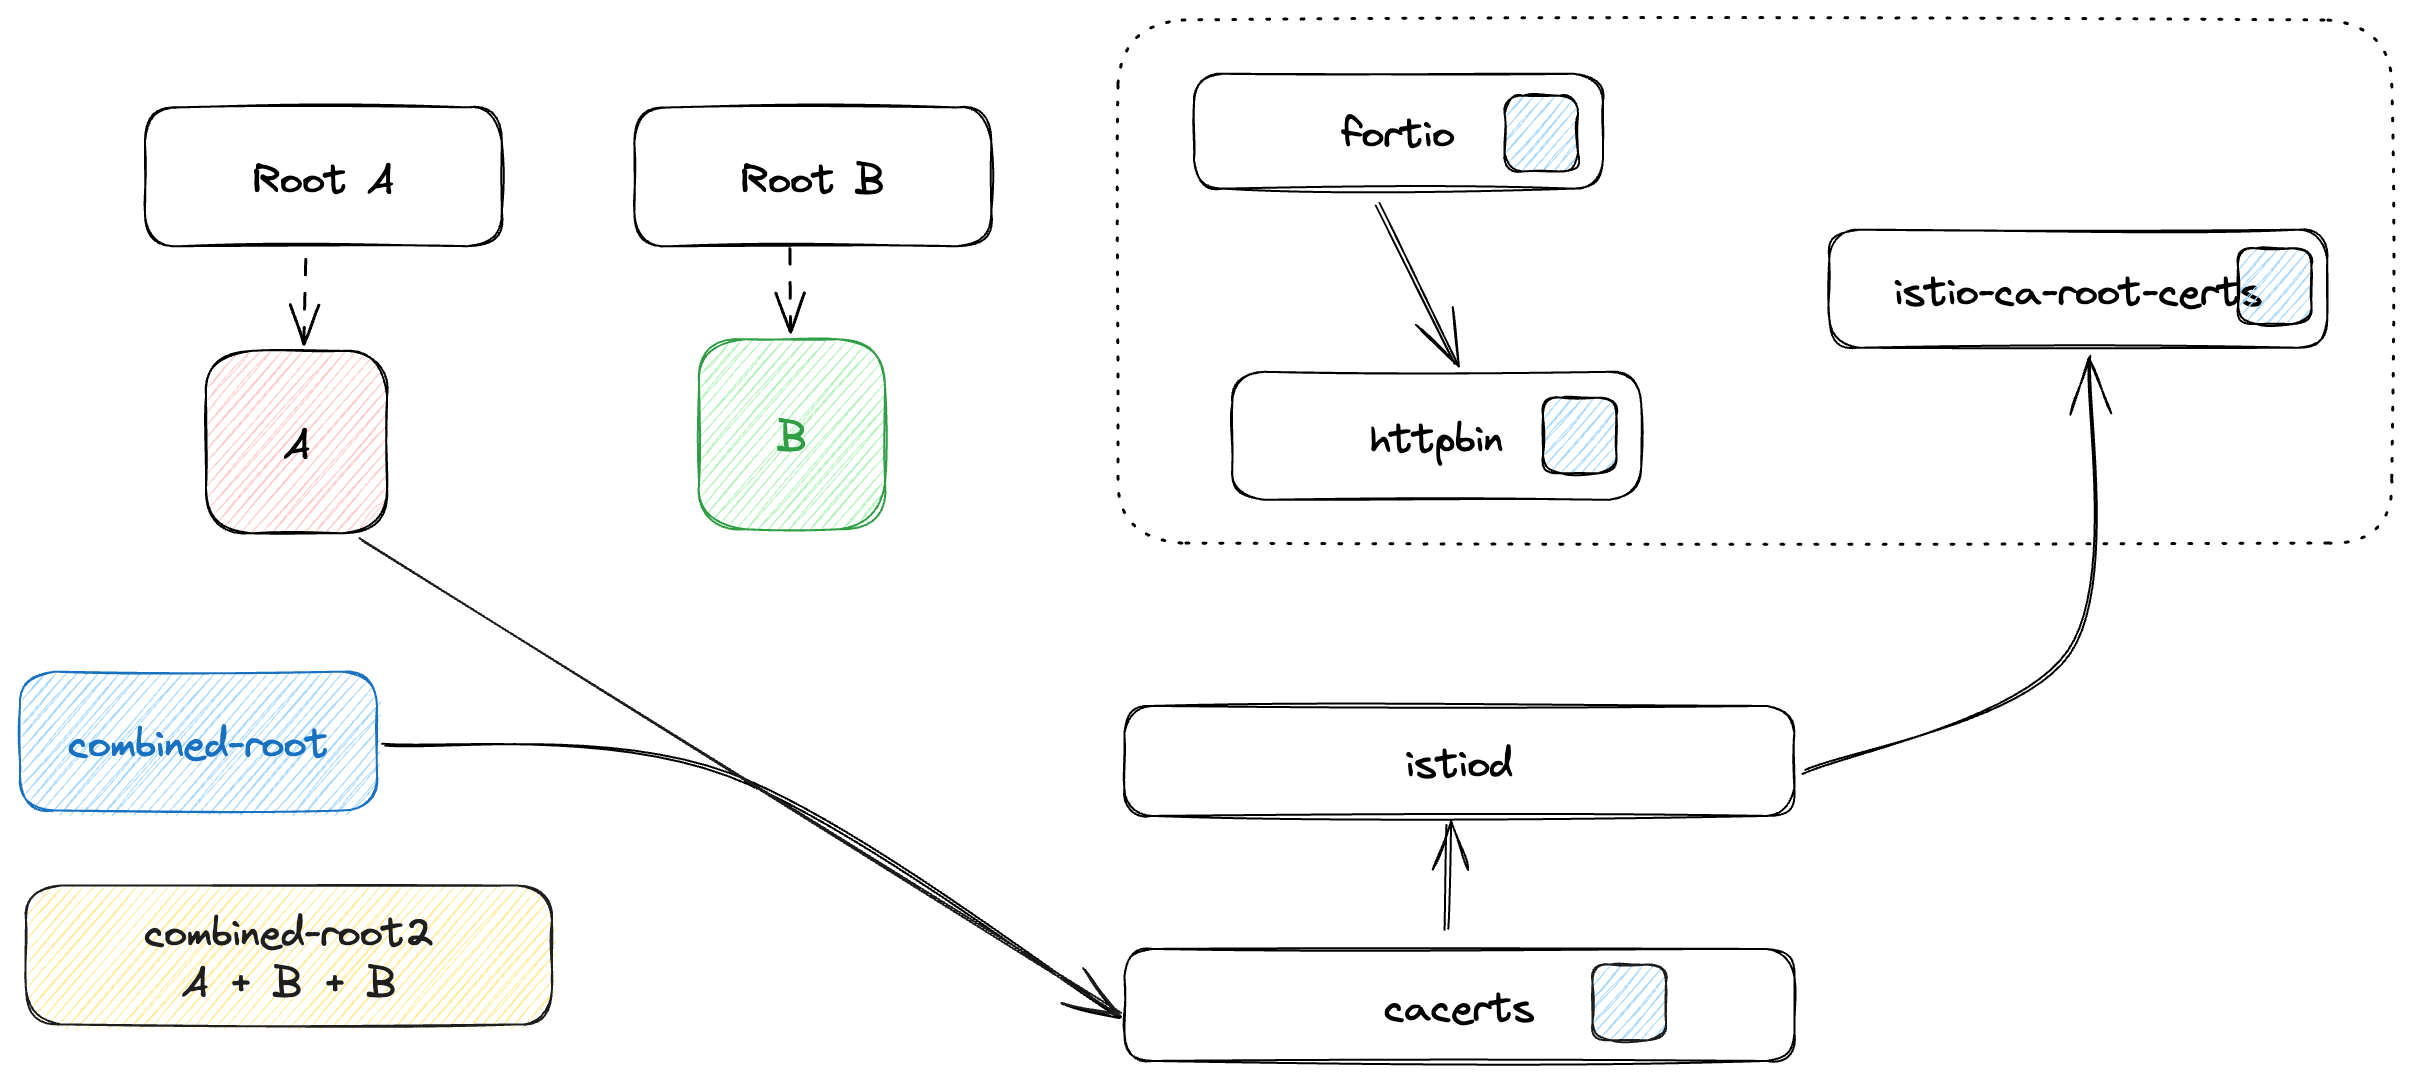 Root A
Root B
fortio
istio-ca-root-certs
A
B
httpbin
combined-root
istiod
combined-root2
A + B + B
cacerts